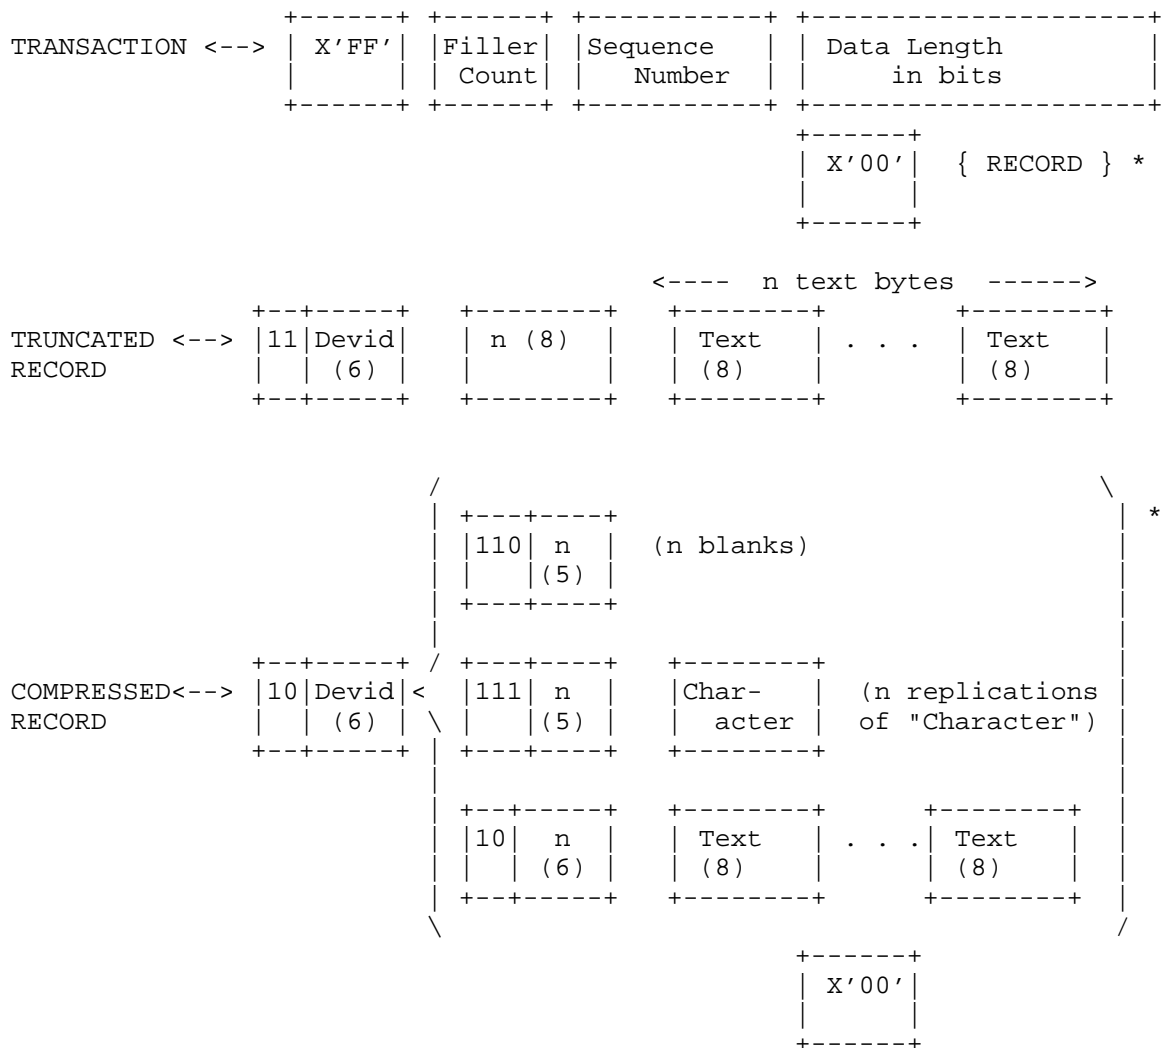 TRANSACTION <--> | X'FF'| |Filler| |Sequence | | Data Length |
| | | Count| | Number | | in bits |
| X'00'| { RECORD } *
<---- n text bytes ------>
TRUNCATED <--> |11|Devid| | n (8) | | Text | . . . | Text |
RECORD | | (6) | | | | (8) | | (8) |
|110| n | (n blanks)
| |(5) |
COMPRESSED<--> |10|Devid|< |111| n | |Char- | (n replications
RECORD | | (6) | \ | |(5) | | acter | of "Character")
|10| n | | Text | . . .| Text |
| | (6) | | (8) | | (8) |
| X'00'|